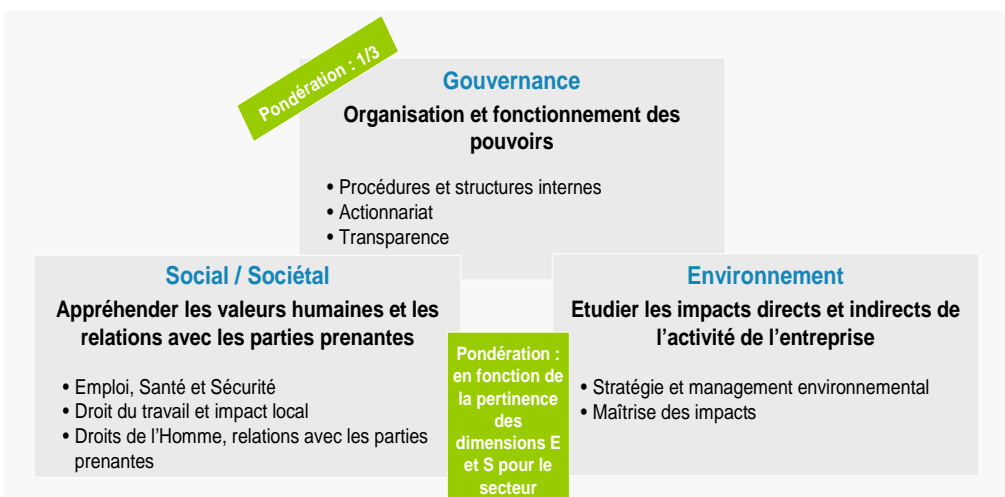 Pondération : 1/3
Gouvernance
Organisation et fonctionnement des
pouvoirs
• Procédures et structures internes
• Actionnariat
• Transparence
Social / Sociétal
Appréhender les valeurs humaines et les
relations avec les parties prenantes
• Emploi, Santé et Sécurité
• Droit du travail et impact local
• Droits de l’Homme, relations avec les parties
prenantes
Pondération :
en fonction de
la pertinence
des
dimensions E
et S pour le
secteur
Environnement
Etudier les impacts directs et indirects de
l’activité de l’entreprise
• Stratégie et management environnemental
• Maîtrise des impacts